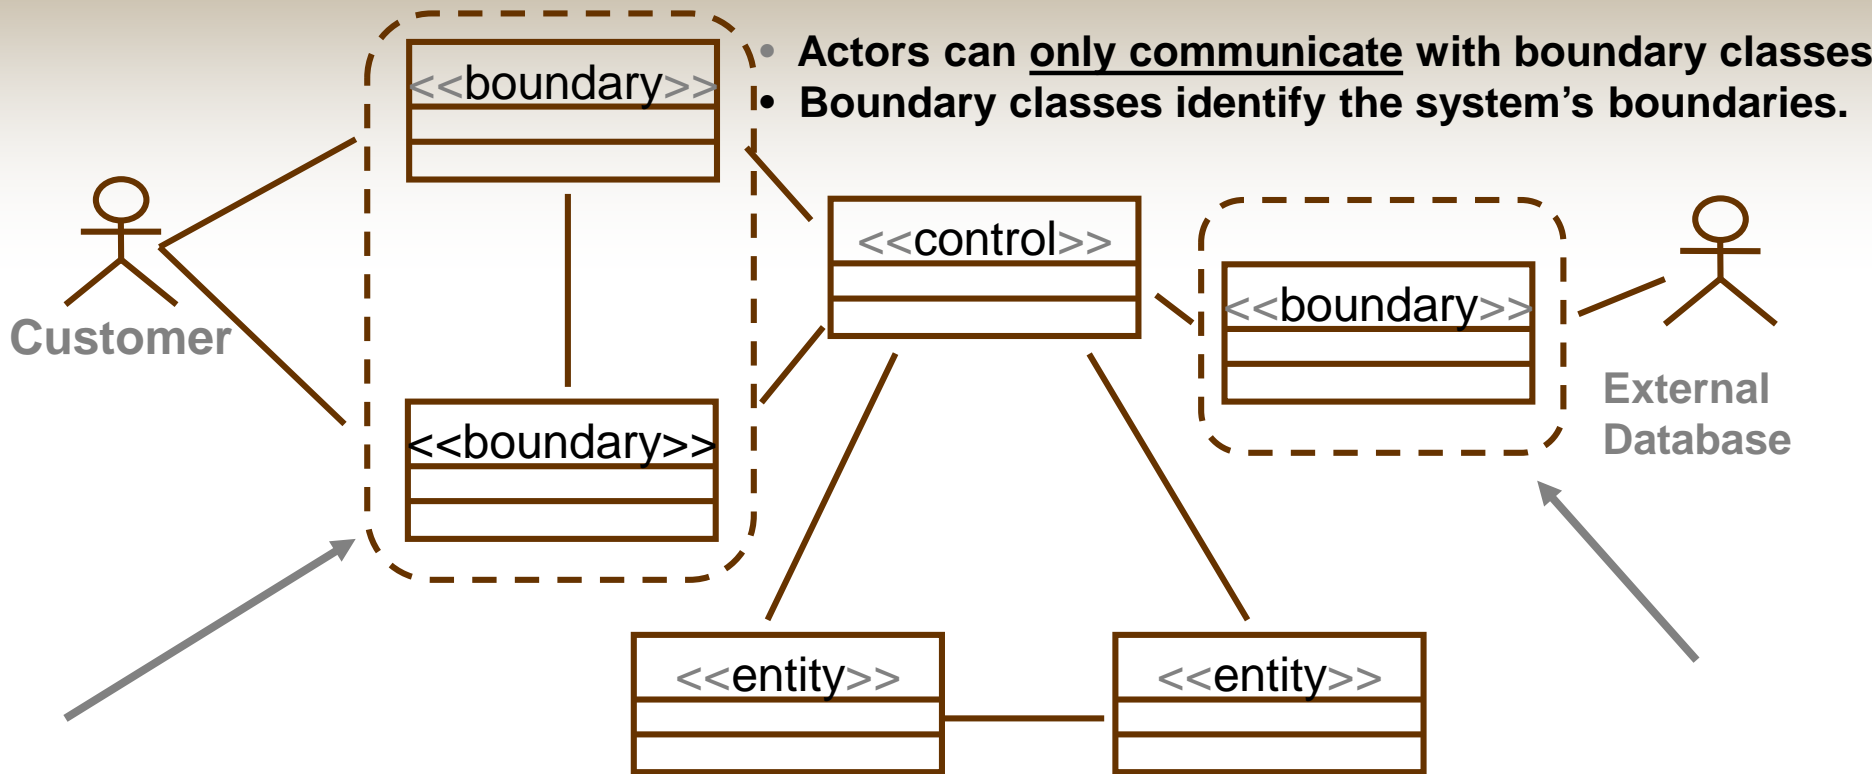 • Actors can only communicate with boundary classes
• Boundary classes identify the system’s boundaries.
<<boundary>>
<<control>>
<<boundary>>
Customer
External
Database
<<boundary>>
<<entity>>
<<entity>>